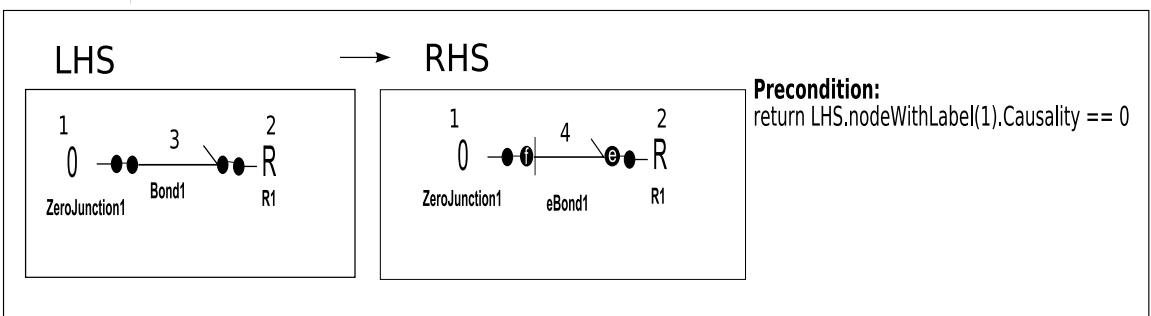 LHS
RHS
Precondition:
return LHS.nodeWithLabel(1).Causality == 0
1
3
2
0
R
ZeroJunction1
Bond1
R1
1
4
2
0
f
e
R
ZeroJunction1
eBond1
R1